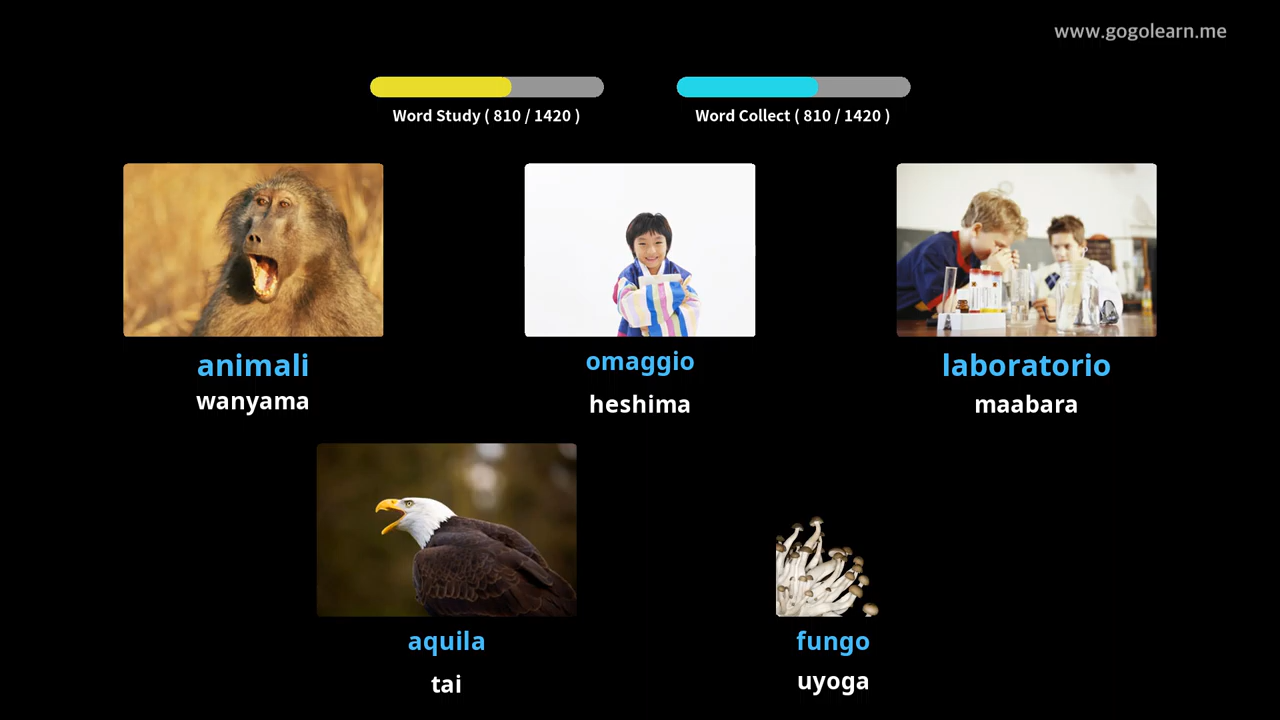 www.gogolearn.me
Word Study ( 810 / 1420 )
Word Collect ( 810 / 1420 )
animali
wanyama
omaggio
heshima
laboratorio
maabara
aquila
tai
fungo
uyoga